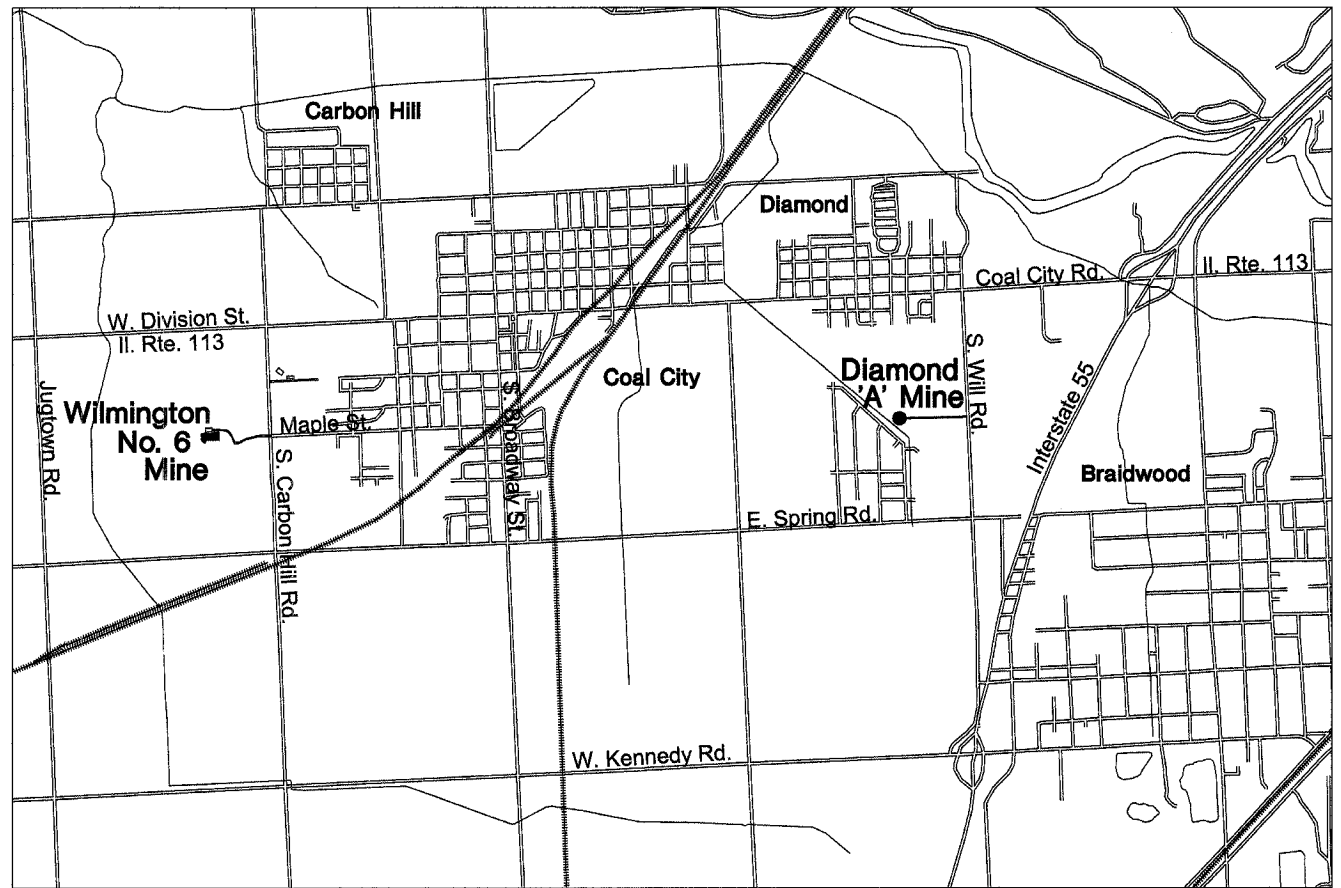 Carbon Hill
Diamond
Coal City Rd.
Il. Rte. 113
W. Division St.
Il. Rte. 113
Jugtown Rd.
Wilmington
No. 6
Mine
Maple St.
S. Carbon Hill Rd.
S. Broadway St.
Coal City
Diamond
'A' Mine
S. Will Rd.
Interstate 55
Braidwood
E. Spring Rd.
W. Kennedy Rd.